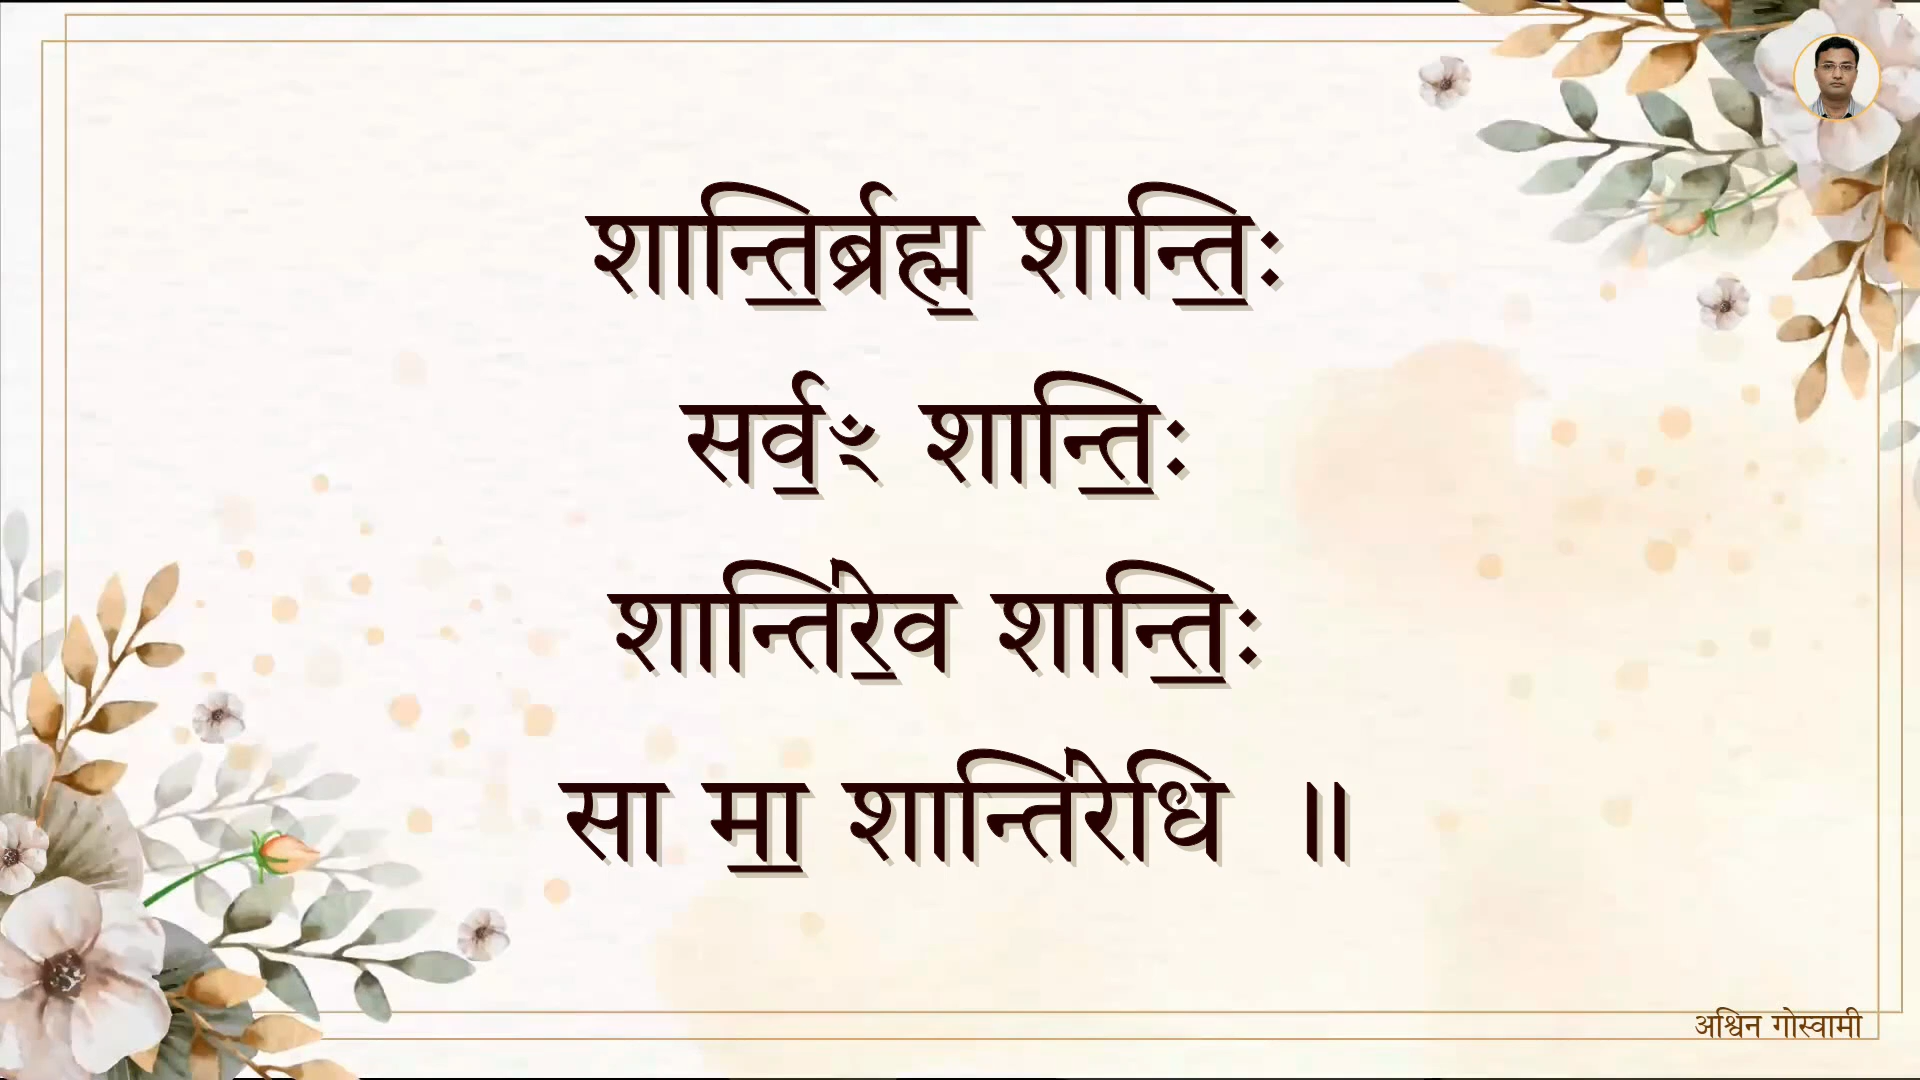 शान्ति॒र्ब्रह्म॒ शान्ति॒ः
सर्व॒ꣳ शान्ति॒ः
शान्ति॑रे॒व शान्ति॒ः
सा मा॒ शान्ति॑रेधि ॥
अश्विन गोस्वामी